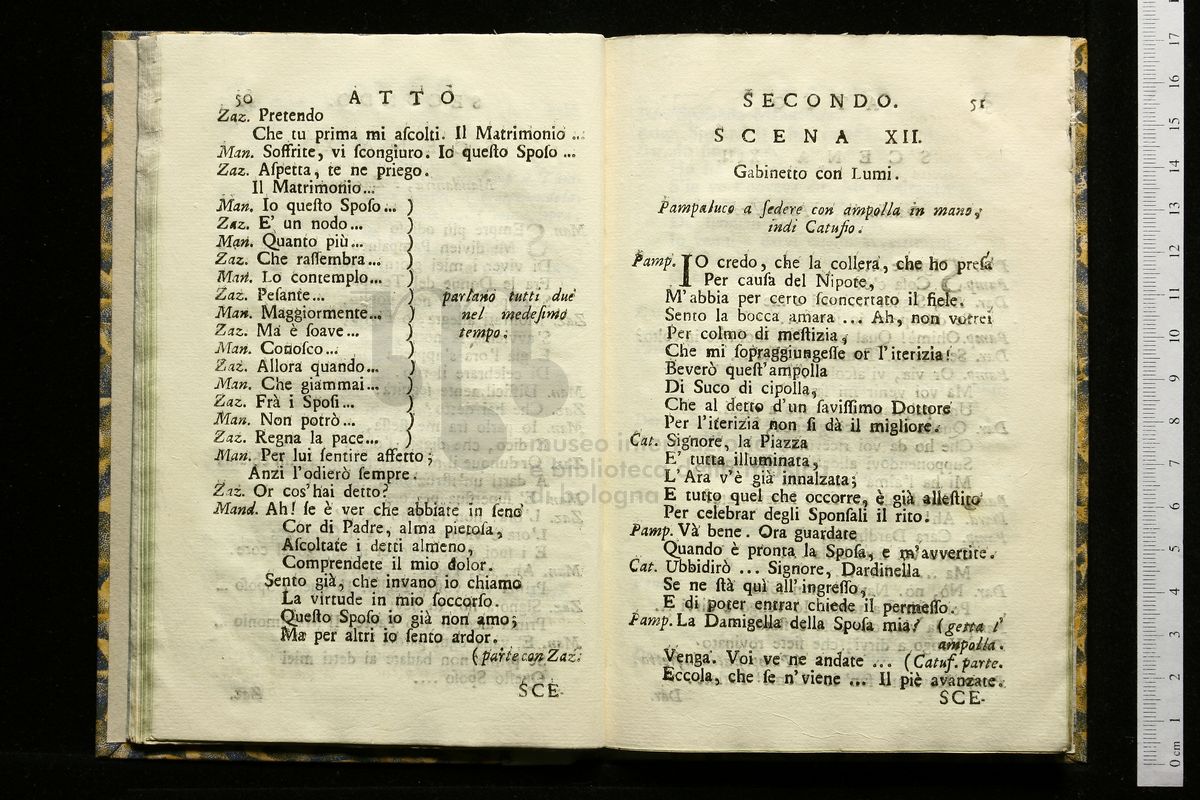 50 ATTO
Zaz. Pretendo
Che tu prima mi aſcolti. Il Matrimonio ...
Man. Soffrite, vi ſcongiuro. Io queſto Spoſo ...
Zaz. Aſpetta, te ne priego.
Il Matrimonio...
Man. Io queſto Spoſo... )
Zaz. E' un nodo... )
Man. Quanto più... )
Zaz. Che raſſembra... )
Man. Lo contemplo... )
Zaz. Peſante... ) parlano tutti due
Man. Maggiormente... ) nel medeſimo
Zaz. Ma è ſoave... ) tempo.
Man. Conoſco... )
Zaz. Allora quando... )
Man. Che giammai... )
Zaz. Frà i Spoſi... )
Man. Non potrò... )
Zaz. Regna la pace... )
Man. Per lui ſentire affetto;
Anzi l'odierò ſempre.
Zaz. Or cos'hai detto?
Mand. Ah! ſe è ver che abbiate in ſeno
Cor di Padre, alma pietoſa,
Aſcoltate i detti almeno,
Comprendete il mio dolor.
Sento già, che invano io chiamo
La virtude in mio ſoccorſo.
Queſto Spoſo io già non amo;
Ma per altri io ſento ardor.
(parte con Zaz.
SCE-
SECONDO. 51
SCENA XII.
Gabinetto con Lumi.
Pampaluco a ſedere con ampolla in mano,
indi Catufio.
Pamp. IO credo, che la collera, che ho preſa
Per cauſa del Nipote,
M'abbia per certo ſconcertato il fiele.
Sento la bocca amara ... Ah, non vorrei
Per colmo di meſtizia,
Che mi ſopraggiungeſſe or l'iterizia!
Beverò queſt'ampolla
Di Suco di cipolla,
Che al detto d'un ſaviſſimo Dottore
Per l'iterizia non ſi dà il migliore.
Cat. Signore, la Piazza
E' tutta illuminata,
L'Ara v'è già innalzata;
E tutto quel che occorre, è già alleſtito
Per celebrar degli Sponſali il rito.
Pamp. Và bene. Ora guardate
Quando è pronta la Spoſa, e m'avvertite.
Cat. Ubbidirò ... Signore, Dardinella
Se ne ſtà quì all'ingreſſo,
E di poter entrar chiede il permeſſo.
Pamp. La Damigella della Spoſa mia? (getta l'
ampolla.
Venga. Voi ve ne andate ... (Catuf. parte.
Eccola, che ſe n'viene ... Il piè avanzate.
SCE-